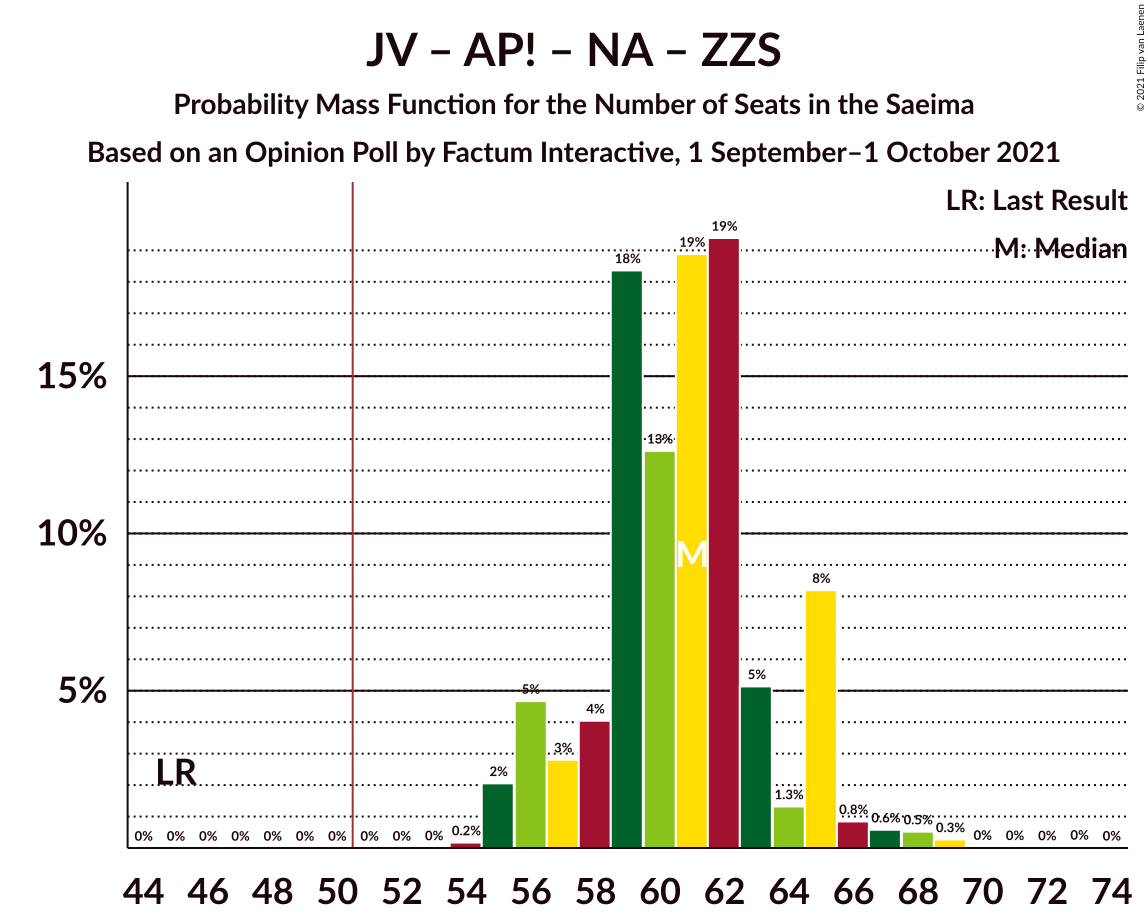 JV – AP! – NA – ZZS
Probability Mass Function for the Number of Seats in the Saeima
Based on an Opinion Poll by Factum Interactive, 1 September–1 October 2021
© 2021 Filip van Laenen
LR: Last Result
M: Median
15%
10%
5%
LR
M
0% 0% 0% 0% 0% 0% 0% 0% 0% 0% 0.2% 2% 5% 3% 4% 18% 13% 19% 19% 5% 1.3% 8% 0.8% 0.6% 0.5% 0.3% 0% 0% 0% 0% 0%
44 46 48 50 52 54 56 58 60 62 64 66 68 70 72 74